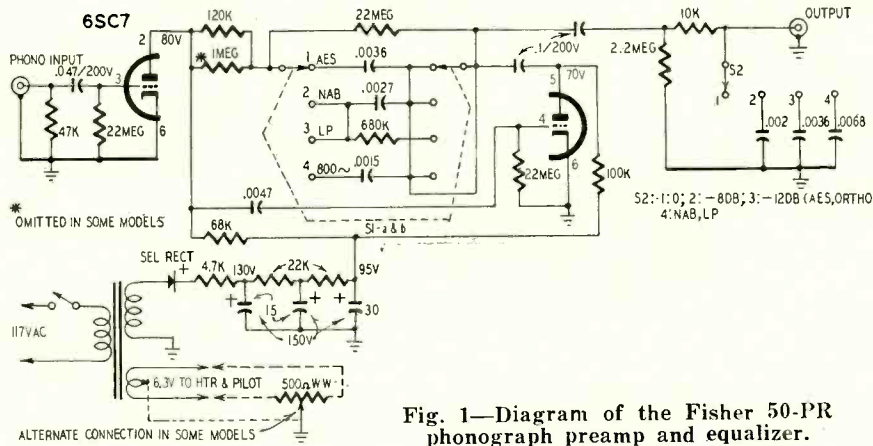 6SC7
2
80V
120K
✱ 1MEG
22MEG
10K
OUTPUT
PHONO INPUT
.047/200V
3
6
47K
22MEG
1 AES
.0036
2 NAB
.0027
3 LP
680K
4 800~
.0015
S1-a & b
.1/200V
70V
5
4
6
22MEG
100K
2.2MEG
S2
1
2
3
4
.002
.0036
.0068
S2:-1:0; 2:-8DB; 3:-12DB (AES, ORTHO
4: NAB, LP
✱ OMITTED IN SOME MODELS
.0047
68K
SEL RECT
+
4.7K
130V
22K
95V
+
+
+
15
30
150V
117VAC
6.3V TO HTR & PILOT
500Ω WW
ALTERNATE CONNECTION IN SOME MODELS
Fig. 1—Diagram of the Fisher 50-PR
phonograph preamp and equalizer.